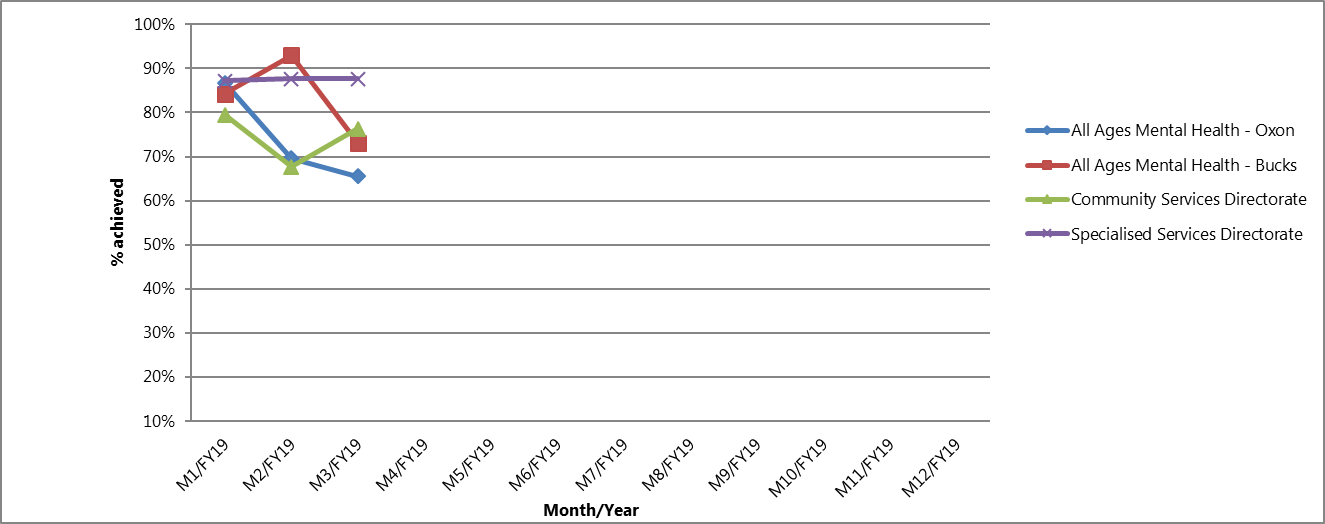 100%
90%
80%
70%
60%
50%
40%
30%
20%
10%
% achieved
M1/FY19
M2/FY19
M3/FY19
M4/FY19
M5/FY19
M6/FY19
M7/FY19
M8/FY19
M9/FY19
M10/FY19
M11/FY19
M12/FY19
Month/Year
All Ages Mental Health - Oxon
All Ages Mental Health - Bucks
Community Services Directorate
Specialised Services Directorate